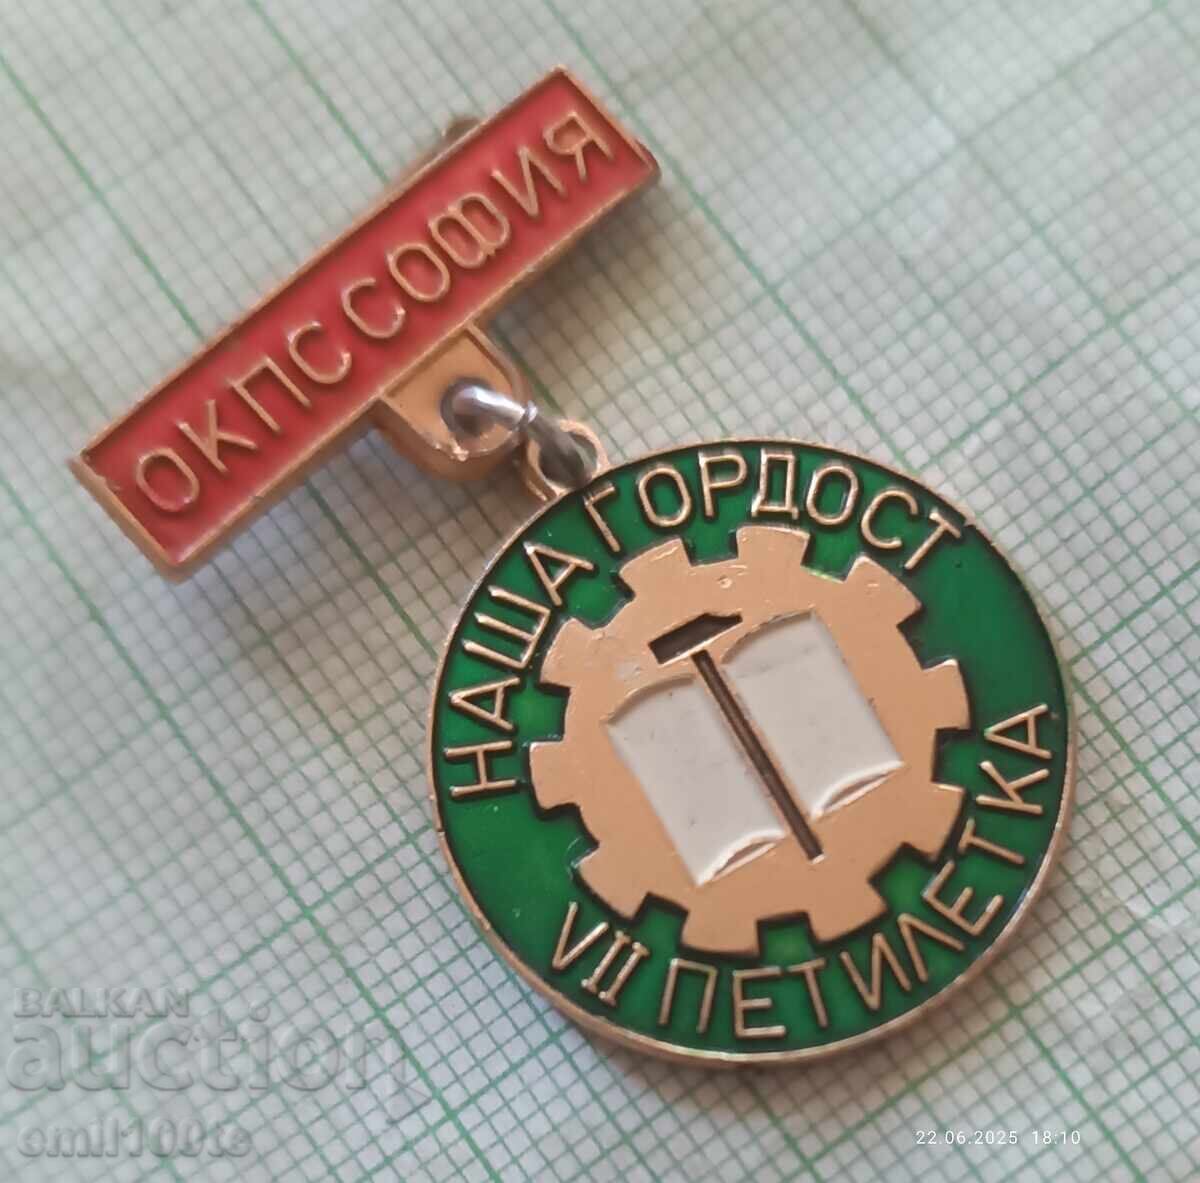 ОКПС СОФИЯ
НАША ГОРДОСТ
VII ПЕТИЛЕТКА
BALKAN
auction
emil100te
22.06.2025 18:10